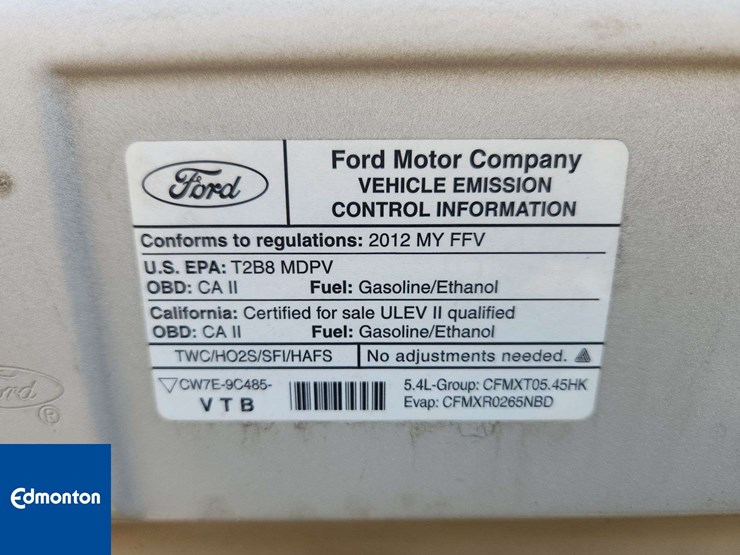 Ford
Ford Motor Company
VEHICLE EMISSION
CONTROL INFORMATION
Conforms to regulations: 2012 MY FFV
U.S. EPA: T2B8 MDPV
OBD: CA II Fuel: Gasoline/Ethanol
California: Certified for sale ULEV II qualified
OBD: CA II Fuel: Gasoline/Ethanol
TWC/HO2S/SFI/HAFS No adjustments needed.
CW7E-9C485-
VTB
5.4L-Group: CFMXT05.45HK
Evap: CFMXR0265NBD
ord
®
Edmonton